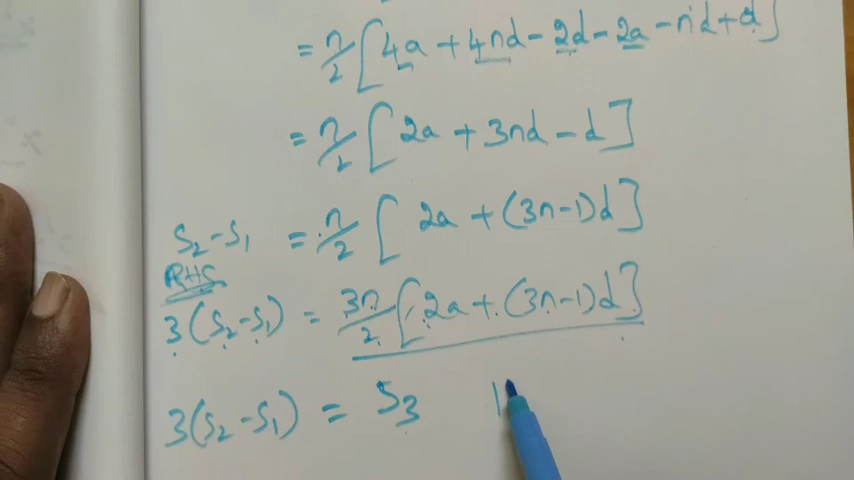 = n/2 [4a + 4nd - 2d - 2a - nd + d]
= n/2 [2a + 3nd - d]
S₂ - S₁ = n/2 [2a + (3n-1)d]
RHS
3(S₂-S₁) = 3n/2 [2a + (3n-1)d]
3(S₂-S₁) = S₃